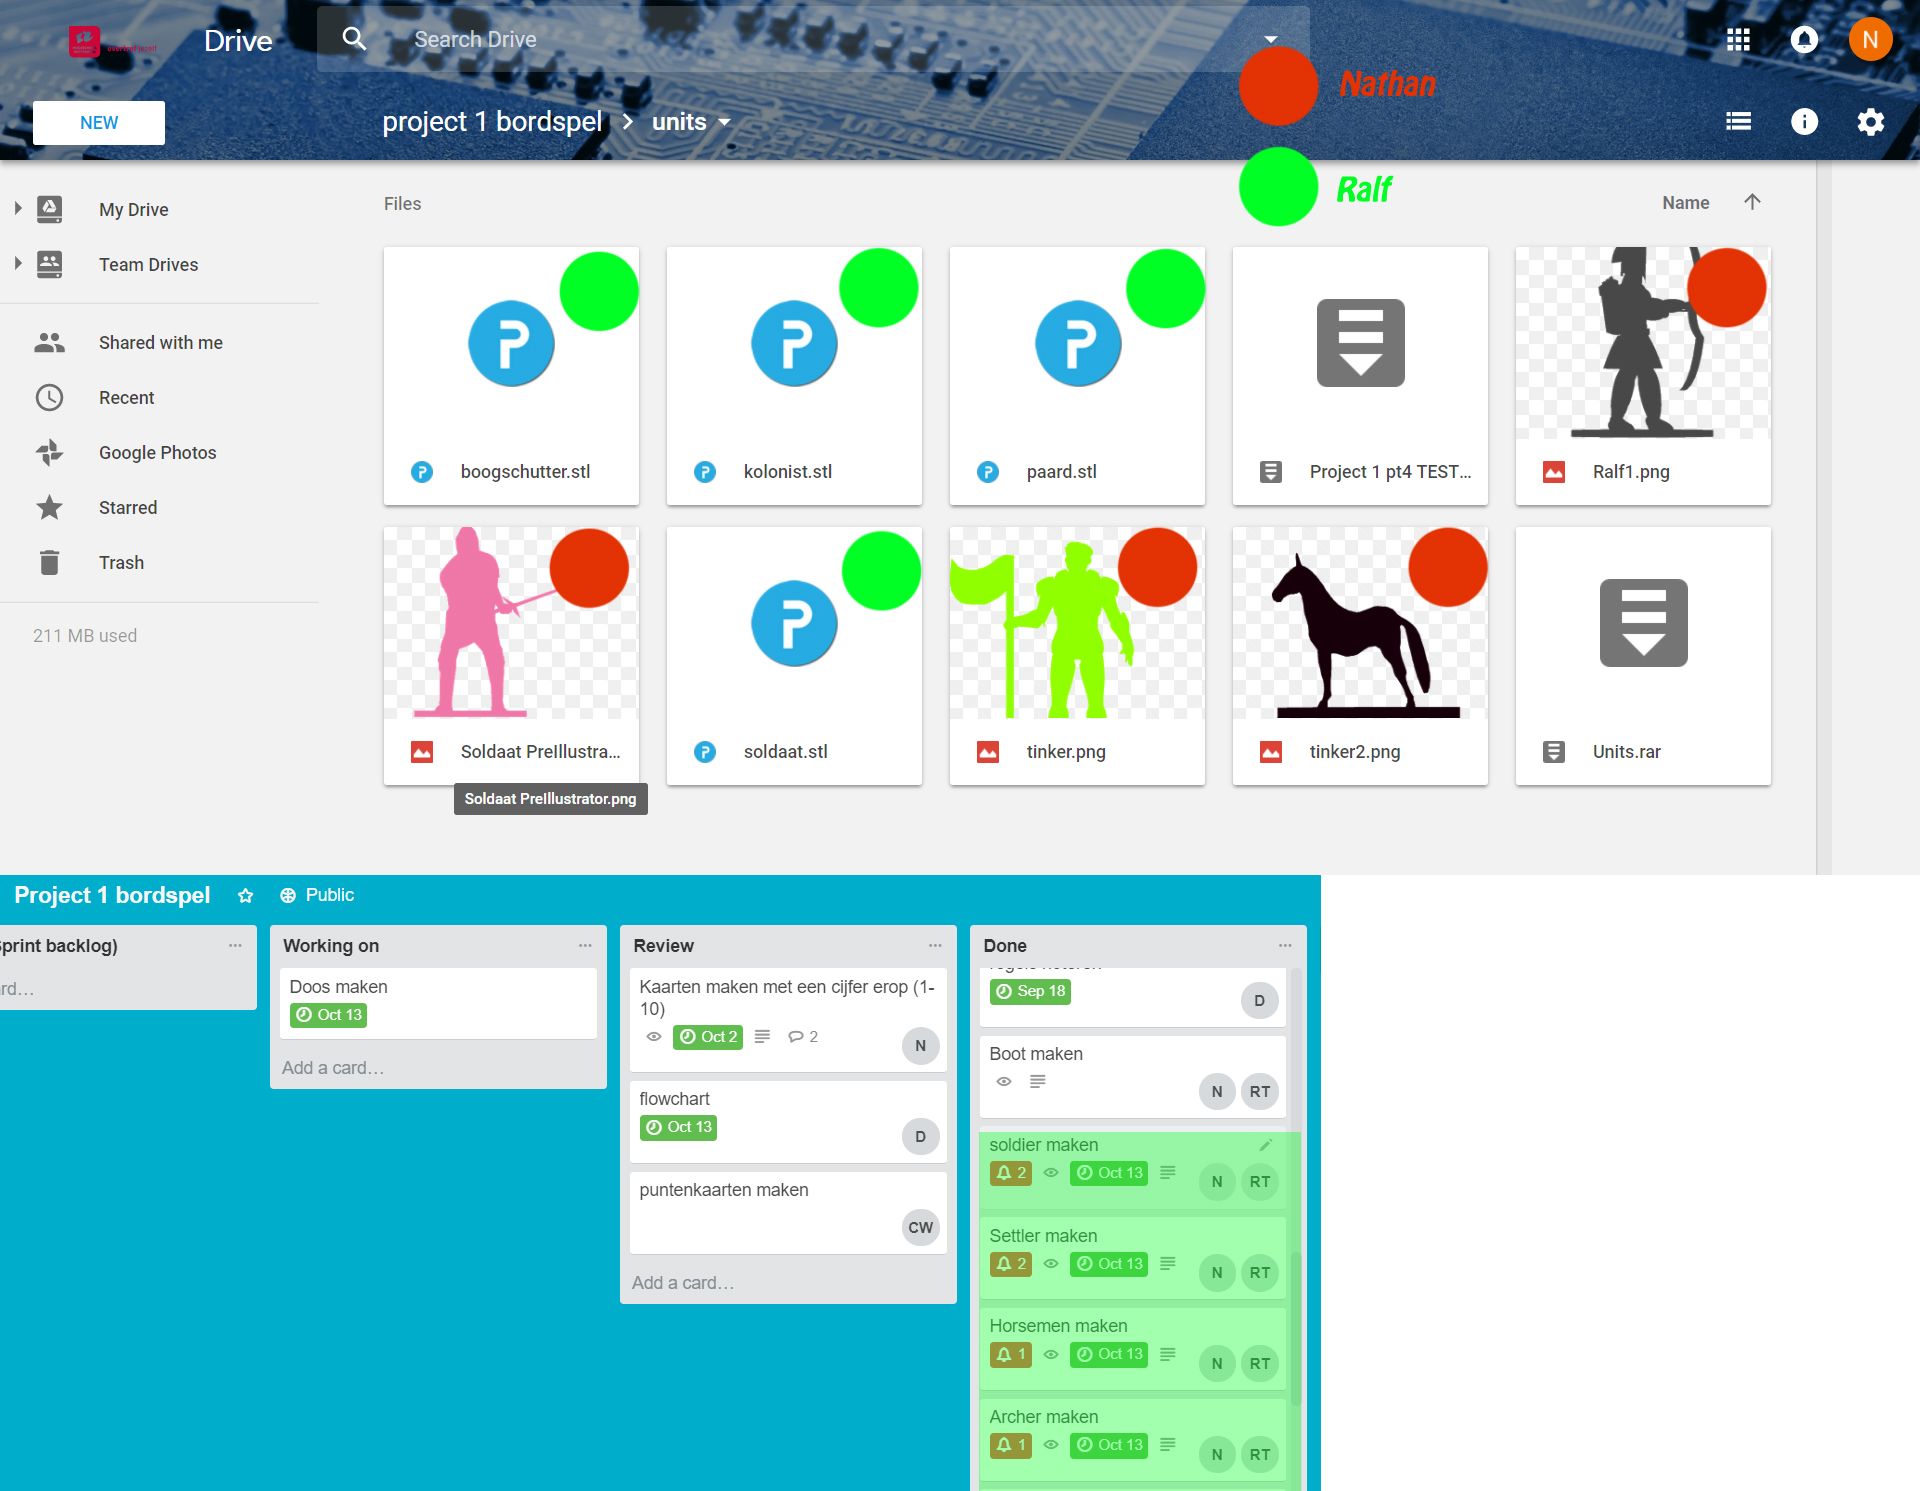 Drive
Search Drive
N
Nathan
NEW
project 1 bordspel > units
Ralf
My Drive
Files
Name
Team Drives
Shared with me
Recent
Google Photos
Starred
Trash
211 MB used
boogschutter.stl
kolonist.stl
paard.stl
Project 1 pt4 TEST...
Ralf1.png
Soldaat PreIllustra...
soldaat.stl
tinker.png
tinker2.png
Units.rar
Soldaat PreIllustrator.png
Project 1 bordspel
Public
print backlog)
rd...
Working on
Doos maken
Oct 13
Add a card...
Review
Kaarten maken met een cijfer erop (1-
10)
Oct 2
2
N
flowchart
Oct 13
D
puntenkaarten maken
CW
Add a card...
Done
Sep 18
D
Boot maken
N RT
soldier maken
2 Oct 13
N RT
Settler maken
2 Oct 13
N RT
Horsemen maken
1 Oct 13
N RT
Archer maken
1 Oct 13
N RT